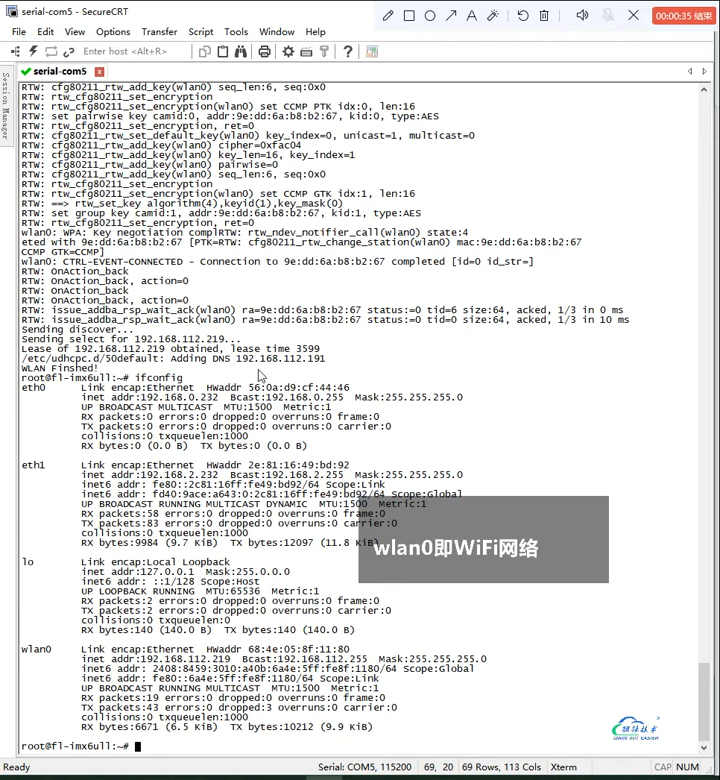 serial-com5 - SecureCRT
00:00:35 结束
File Edit View Options Transfer Script Tools Window Help
Enter host <Alt+R>
serial-com5
Session Manager
RTW: cfg80211_rtw_add_key(wlan0) seq_len:6, seq:0x0
RTW: rtw_cfg80211_set_encryption
RTW: rtw_cfg80211_set_encryption(wlan0) set CCMP PTK idx:0, len:16
RTW: set pairwise key camid:0, addr:9e:dd:6a:b8:b2:67, kid:0, type:AES
RTW: rtw_cfg80211_set_encryption, ret=0
RTW: cfg80211_rtw_set_default_key(wlan0) key_index=0, unicast=1, multicast=0
RTW: cfg80211_rtw_add_key(wlan0) cipher=0xfac04
RTW: cfg80211_rtw_add_key(wlan0) key_len=16, key_index=1
RTW: cfg80211_rtw_add_key(wlan0) pairwise=0
RTW: cfg80211_rtw_add_key(wlan0) seq_len:6, seq:0x0
RTW: rtw_cfg80211_set_encryption
RTW: rtw_cfg80211_set_encryption(wlan0) set CCMP GTK idx:1, len:16
RTW: ==> rtw_set_key algorithm(4),keyid(1),key_mask(0)
RTW: set group key camid:1, addr:9e:dd:6a:b8:b2:67, kid:1, type:AES
RTW: rtw_cfg80211_set_encryption, ret=0
wlan0: WPA: Key negotiation complRTW: rtw_ndev_notifier_call(wlan0) state:4
eted with 9e:dd:6a:b8:b2:67 [PTK=RTW: cfg80211_rtw_change_station(wlan0) mac:9e:dd:6a:b8:b2:67
CCMP GTK=CCMP]
wlan0: CTRL-EVENT-CONNECTED - Connection to 9e:dd:6a:b8:b2:67 completed [id=0 id_str=]
RTW: OnAction_back
RTW: OnAction_back, action=0
RTW: OnAction_back
RTW: OnAction_back, action=0
RTW: issue_addba_rsp_wait_ack(wlan0) ra=9e:dd:6a:b8:b2:67 status:=0 tid=6 size:64, acked, 1/3 in 0 ms
RTW: issue_addba_rsp_wait_ack(wlan0) ra=9e:dd:6a:b8:b2:67 status:=0 tid=0 size:64, acked, 1/3 in 10 ms
Sending discover...
Sending select for 192.168.112.219...
Lease of 192.168.112.219 obtained, lease time 3599
/etc/udhcpc.d/50default: Adding DNS 192.168.112.191
WLAN Finshed!
root@fl-imx6ull:~# ifconfig
eth0 Link encap:Ethernet HWaddr 56:0a:d9:cf:44:46
inet addr:192.168.0.232 Bcast:192.168.0.255 Mask:255.255.255.0
UP BROADCAST MULTICAST MTU:1500 Metric:1
RX packets:0 errors:0 dropped:0 overruns:0 frame:0
TX packets:0 errors:0 dropped:0 overruns:0 carrier:0
collisions:0 txqueuelen:1000
RX bytes:0 (0.0 B) TX bytes:0 (0.0 B)
eth1 Link encap:Ethernet HWaddr 2e:81:16:49:bd:92
inet addr:192.168.2.232 Bcast:192.168.2.255 Mask:255.255.255.0
inet6 addr: fe80::2c81:16ff:fe49:bd92/64 Scope:Link
inet6 addr: fd40:9ace:a643:0:2c81:16ff:fe49:bd92/64 Scope:Global
UP BROADCAST RUNNING MULTICAST DYNAMIC MTU:1500 Metric:1
RX packets:58 errors:0 dropped:0 overruns:0 frame:0
TX packets:83 errors:0 dropped:0 overruns:0 carrier:0
collisions:0 txqueuelen:1000
RX bytes:9984 (9.7 KiB) TX bytes:12097 (11.8 KiB)
wlan0即WiFi网络
lo Link encap:Local Loopback
inet addr:127.0.0.1 Mask:255.0.0.0
inet6 addr: ::1/128 Scope:Host
UP LOOPBACK RUNNING MTU:65536 Metric:1
RX packets:2 errors:0 dropped:0 overruns:0 frame:0
TX packets:2 errors:0 dropped:0 overruns:0 carrier:0
collisions:0 txqueuelen:0
RX bytes:140 (140.0 B) TX bytes:140 (140.0 B)
wlan0 Link encap:Ethernet HWaddr 68:4e:05:8f:11:80
inet addr:192.168.112.219 Bcast:192.168.112.255 Mask:255.255.255.0
inet6 addr: 2408:8459:3010:a40b:6a4e:5ff:fe8f:1180/64 Scope:Global
inet6 addr: fe80::6a4e:5ff:fe8f:1180/64 Scope:Link
UP BROADCAST RUNNING MULTICAST MTU:1500 Metric:1
RX packets:19 errors:0 dropped:0 overruns:0 frame:0
TX packets:43 errors:0 dropped:3 overruns:0 carrier:0
collisions:0 txqueuelen:1000
RX bytes:6671 (6.5 KiB) TX bytes:10212 (9.9 KiB)
root@fl-imx6ull:~#
Ready Serial: COM5, 115200 69, 20 69 Rows, 113 Cols Xterm CAP NUM